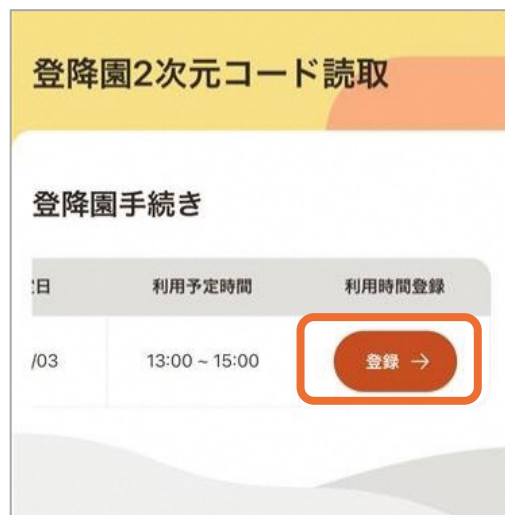 登降園2次元コード読取
登降園手続き
日 利用予定時間 利用時間登録
/03 13:00 ~ 15:00 登録 →